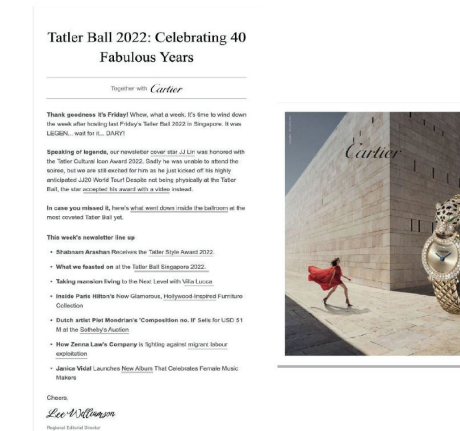 Tatler Ball 2022: Celebrating 40
Fabulous Years
Together with Cartier
Thank goodness it's Friday! Whew, what a week. It's time to wind down
the week after hosting last Friday's Tatler Ball 2022 in Singapore. It was
LEGEN... wait for it... DARY!
Speaking of legends, our newsletter cover star JJ Lin was honored with
the Tatler Cultural Icon Award 2022. Sadly he was unable to attend the
soiree, but we are still excited for him as he just kicked off his highly
anticipated JJ20 World Tour! Despite not being physically at the Tatler
Ball, the star accepted his award with a video instead.
In case you missed it, here's what went down inside the ballroom at the
most coveted Tatler Ball yet.
This week's newsletter line up
• Shabnam Arashan Receives the Tatler Style Award 2022
• What we feasted on at the Tatler Ball Singapore 2022.
• Taking mansion living to the Next Level with Villa Lucca
• Inside Paris Hilton's New Glamorous, Hollywood-Inspired Furniture
Collection
• Dutch artist Piet Mondrian's 'Composition no. II' Sells for USD 51
M at the Sotheby's Auction
• How Zenna Law's Company is fighting against migrant labour
exploitation
• Janice Vidal Launches New Album That Celebrates Female Music
Makers
Cheers,
Lee Williamson
Regional Editorial Director
Cartier